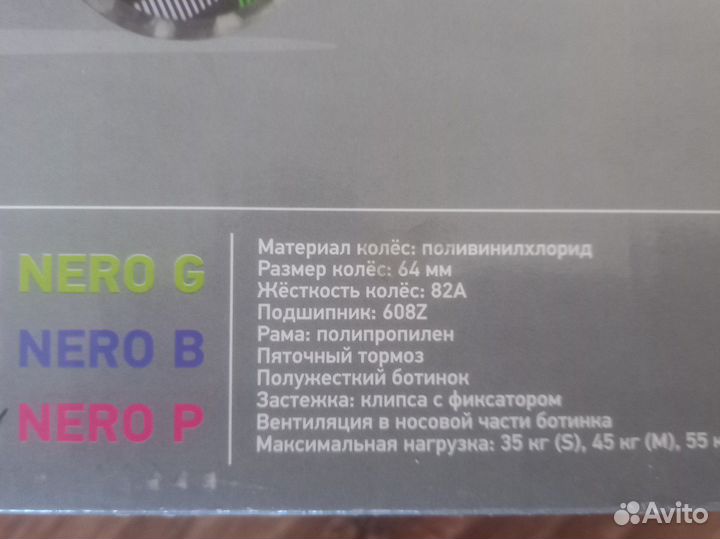 NERO G
NERO B
NERO P
Материал колёс: поливинилхлорид
Размер колёс: 64 мм
Жёсткость колёс: 82А
Подшипник: 608Z
Рама: полипропилен
Пяточный тормоз
Полужесткий ботинок
Застежка: клипса с фиксатором
Вентиляция в носовой части ботинка
Максимальная нагрузка: 35 кг (S), 45 кг (M), 55 к
Avito